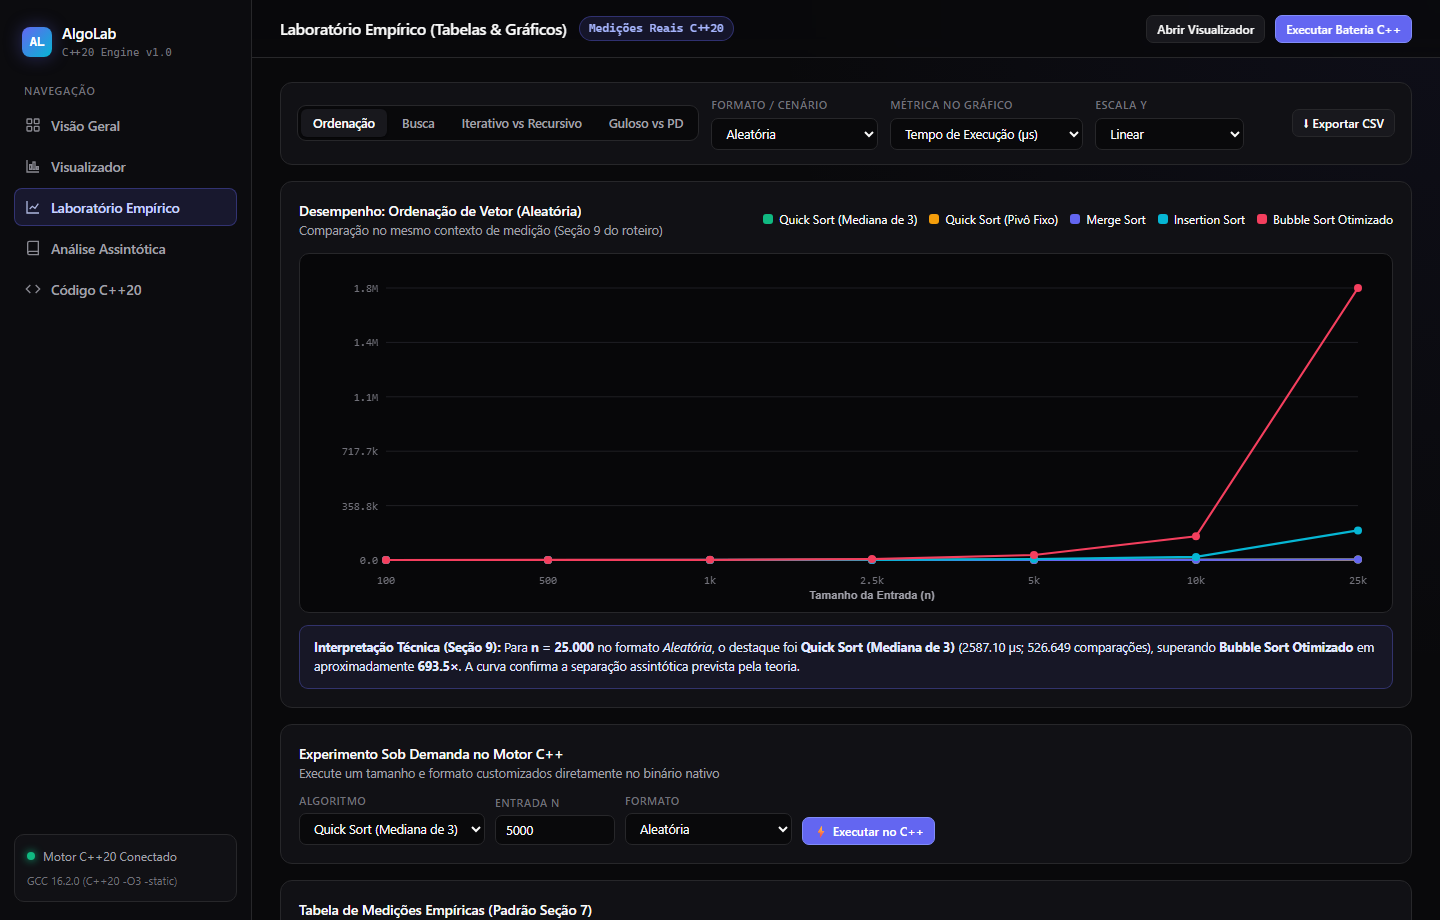 AL
AlgoLab
C++20 Engine v1.0
NAVEGAÇÃO
Visão Geral
Visualizador
Laboratório Empírico
Análise Assintótica
Código C++20
Motor C++20 Conectado
GCC 16.2.0 (C++20 -O3 -static)
Laboratório Empírico (Tabelas & Gráficos)
Medições Reais C++20
Abrir Visualizador
Executar Bateria C++
Ordenação
Busca
Iterativo vs Recursivo
Guloso vs PD
FORMATO / CENÁRIO
Aleatória
MÉTRICA NO GRÁFICO
Tempo de Execução (µs)
ESCALA Y
Linear
⬇ Exportar CSV
Desempenho: Ordenação de Vetor (Aleatória)
Comparação no mesmo contexto de medição (Seção 9 do roteiro)
Quick Sort (Mediana de 3)
Quick Sort (Pivô Fixo)
Merge Sort
Insertion Sort
Bubble Sort Otimizado
1.8M
1.4M
1.1M
717.7k
358.8k
0.0
100
500
1k
2.5k
5k
10k
25k
Tamanho da Entrada (n)
Interpretação Técnica (Seção 9): Para n = 25.000 no formato Aleatória, o destaque foi Quick Sort (Mediana de 3) (2587.10 µs; 526.649 comparações), superando Bubble Sort Otimizado em
aproximadamente 693.5×. A curva confirma a separação assintótica prevista pela teoria.
Experimento Sob Demanda no Motor C++
Execute um tamanho e formato customizados diretamente no binário nativo
ALGORITMO
Quick Sort (Mediana de 3)
ENTRADA N
5000
FORMATO
Aleatória
⚡ Executar no C++
Tabela de Medições Empíricas (Padrão Seção 7)